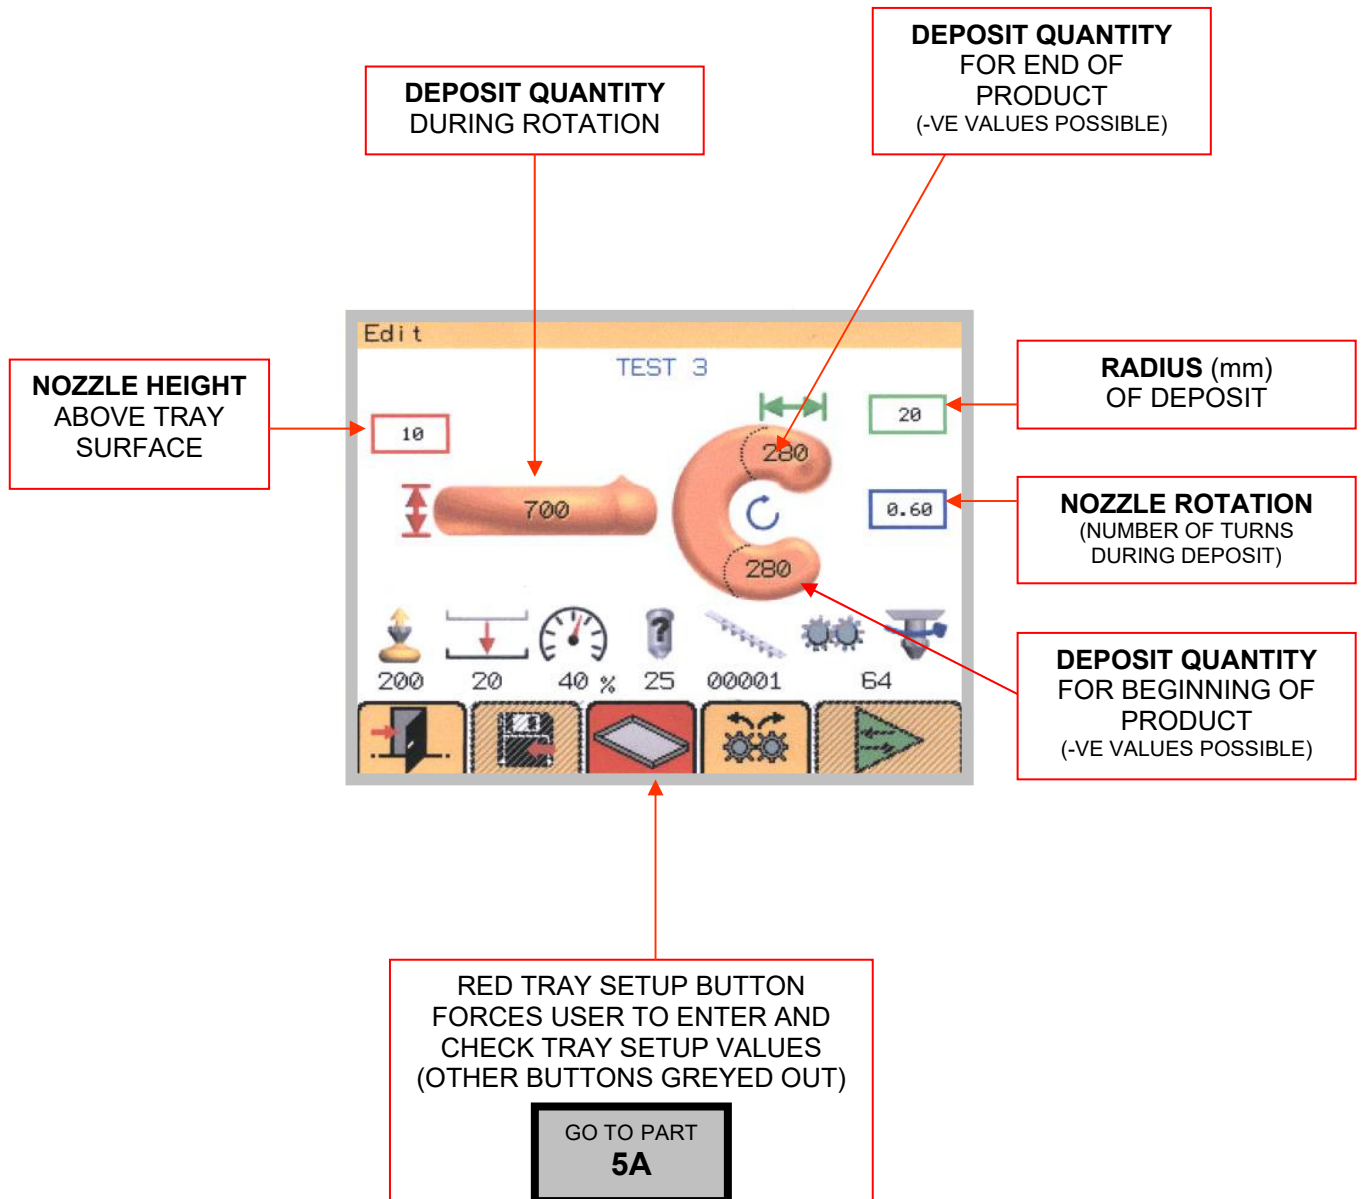 DEPOSIT QUANTITY
FOR END OF
PRODUCT
(-VE VALUES POSSIBLE)
DEPOSIT QUANTITY
DURING ROTATION
NOZZLE HEIGHT
ABOVE TRAY
SURFACE
Edit
TEST 3
10
20
280
700
0.60
280
?
200 20 40 % 25 00001 64
RADIUS (mm)
OF DEPOSIT
NOZZLE ROTATION
(NUMBER OF TURNS
DURING DEPOSIT)
DEPOSIT QUANTITY
FOR BEGINNING OF
PRODUCT
(-VE VALUES POSSIBLE)
RED TRAY SETUP BUTTON
FORCES USER TO ENTER AND
CHECK TRAY SETUP VALUES
(OTHER BUTTONS GREYED OUT)
GO TO PART
5A